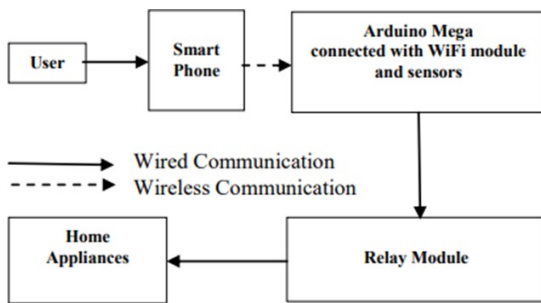 User
Smart
Phone
Arduino Mega
connected with WiFi module
and sensors
Wired Communication
Wireless Communication
Home
Appliances
Relay Module